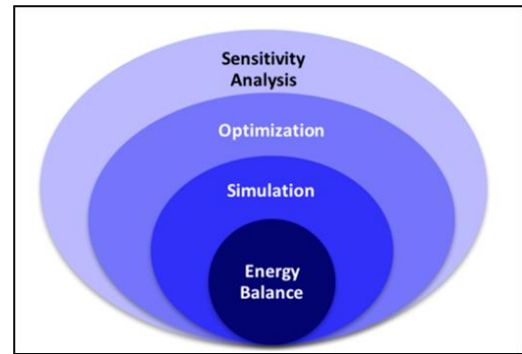 Sensitivity
Analysis
Optimization
Simulation
Energy
Balance